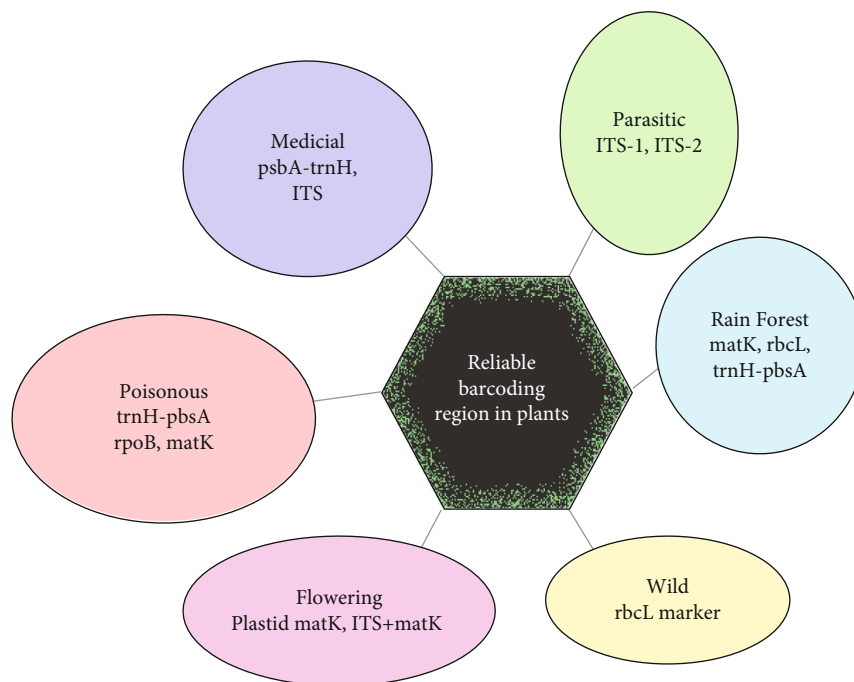 Medicial
psbA-trnH,
ITS
Parasitic
ITS-1, ITS-2
Rain Forest
matK, rbcL,
trnH-pbsA
Reliable
barcoding
region in plants
Poisonous
trnH-pbsA
rpoB, matK
Flowering
Plastid matK, ITS+matK
Wild
rbcL marker